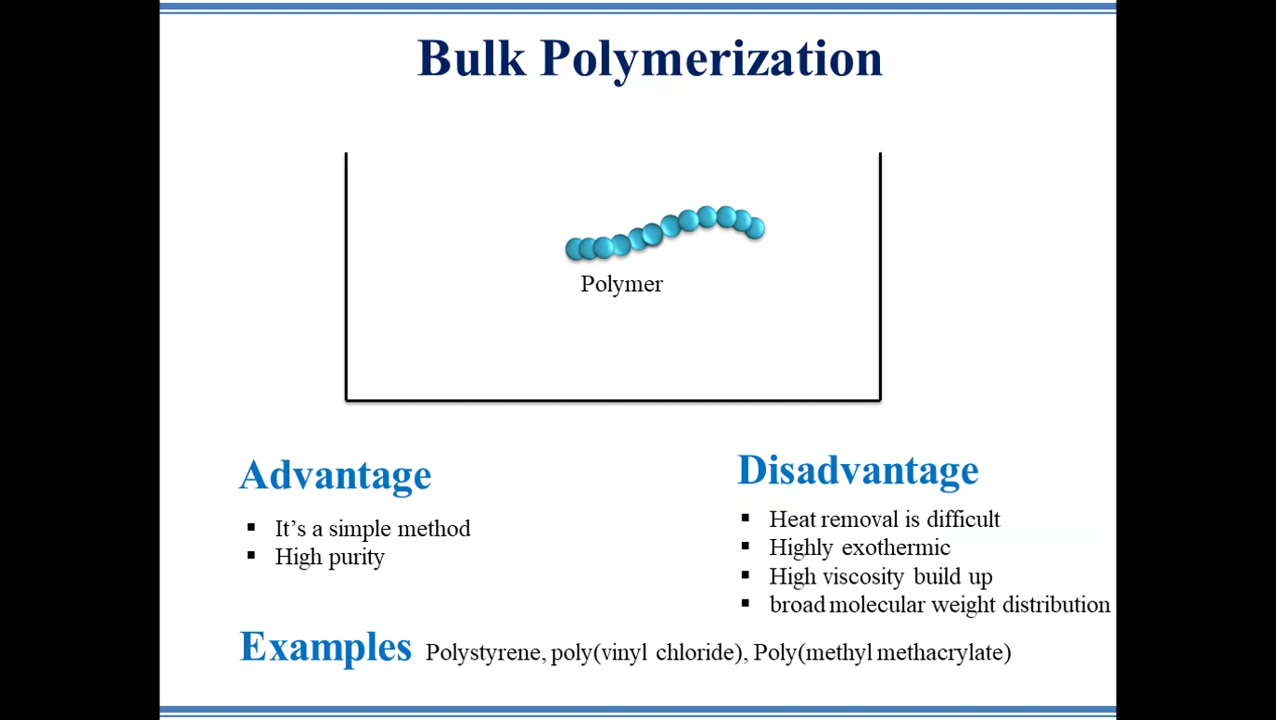 Bulk Polymerization
Polymer
Advantage
▪ It’s a simple method
▪ High purity
Disadvantage
▪ Heat removal is difficult
▪ Highly exothermic
▪ High viscosity build up
▪ broad molecular weight distribution
Examples Polystyrene, poly(vinyl chloride), Poly(methyl methacrylate)